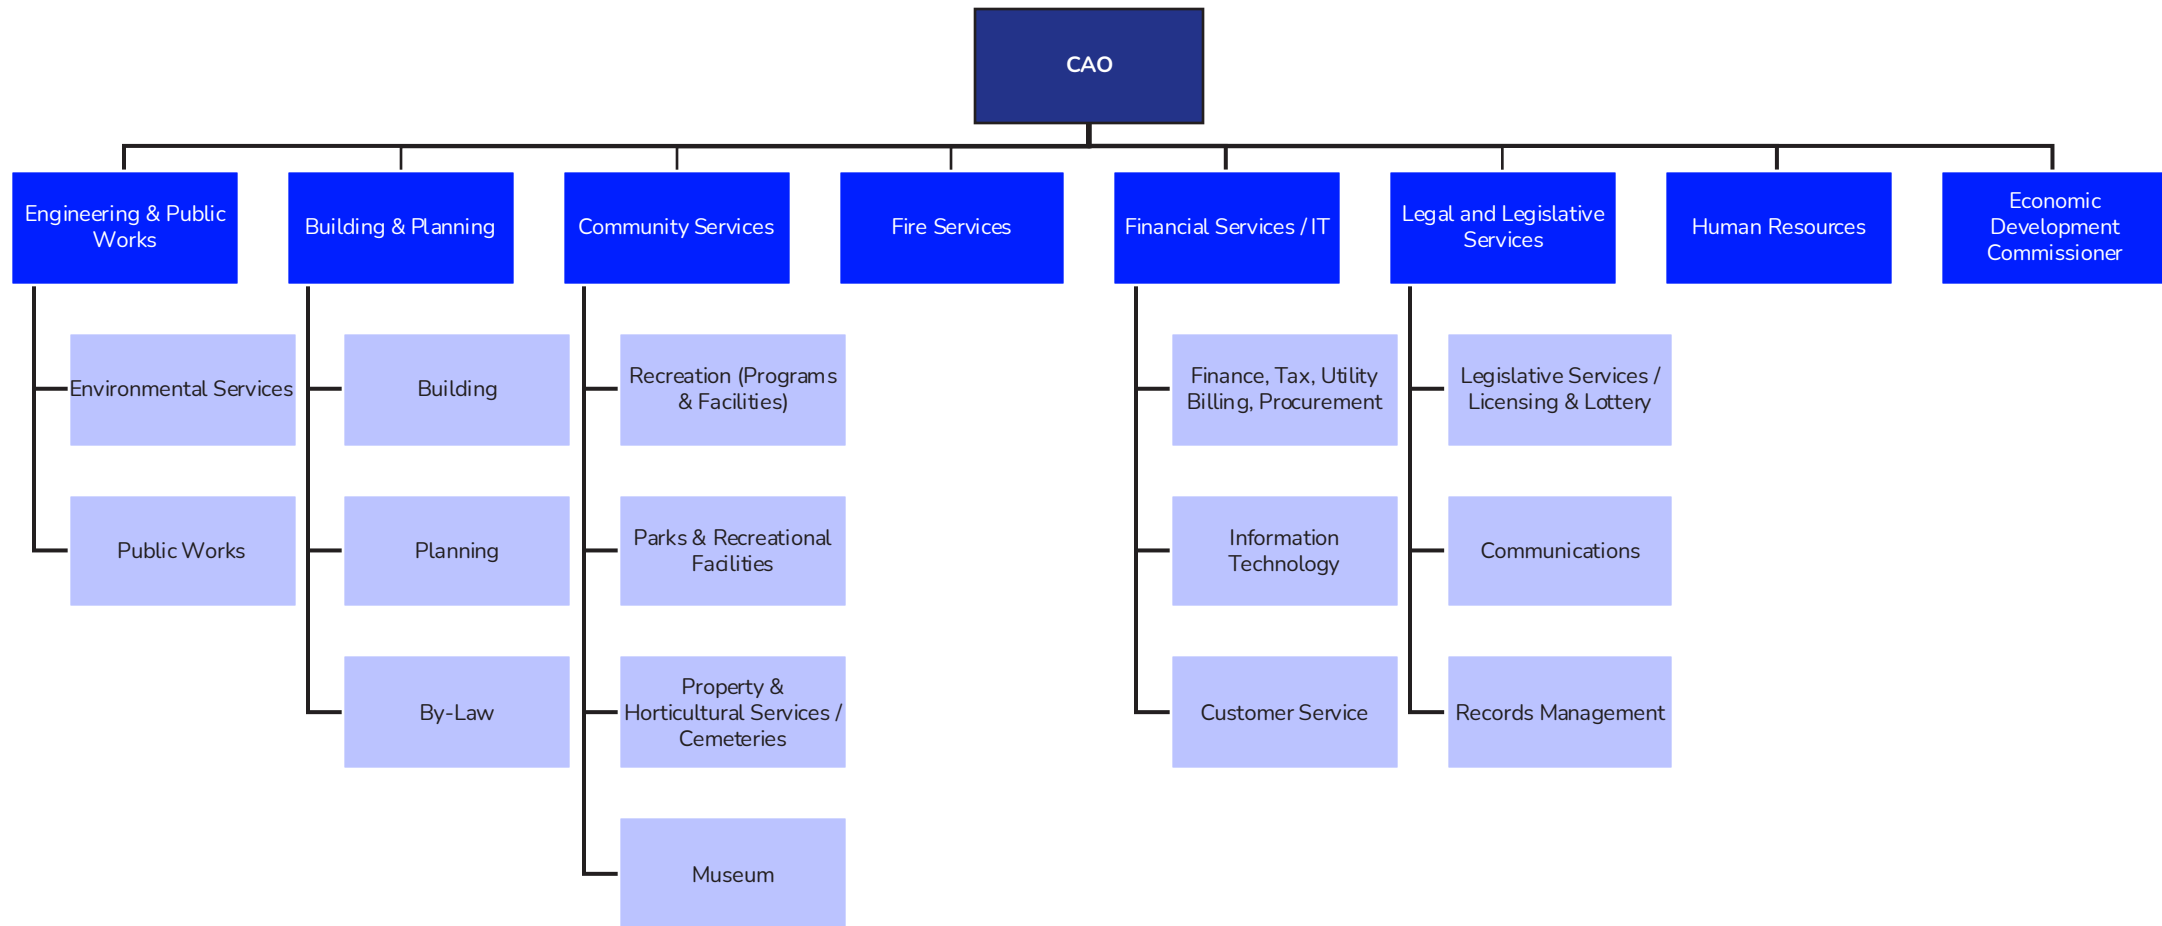 CAO
Engineering & Public
Works
Building & Planning
Community Services
Fire Services
Financial Services / IT
Legal and Legislative
Services
Human Resources
Economic
Development
Commissioner
Environmental Services
Building
Recreation (Programs
& Facilities)
Finance, Tax, Utility
Billing, Procurement
Legislative Services /
Licensing & Lottery
Public Works
Planning
Parks & Recreational
Facilities
Information
Technology
Communications
By-Law
Property &
Horticultural Services /
Cemeteries
Customer Service
Records Management
Museum